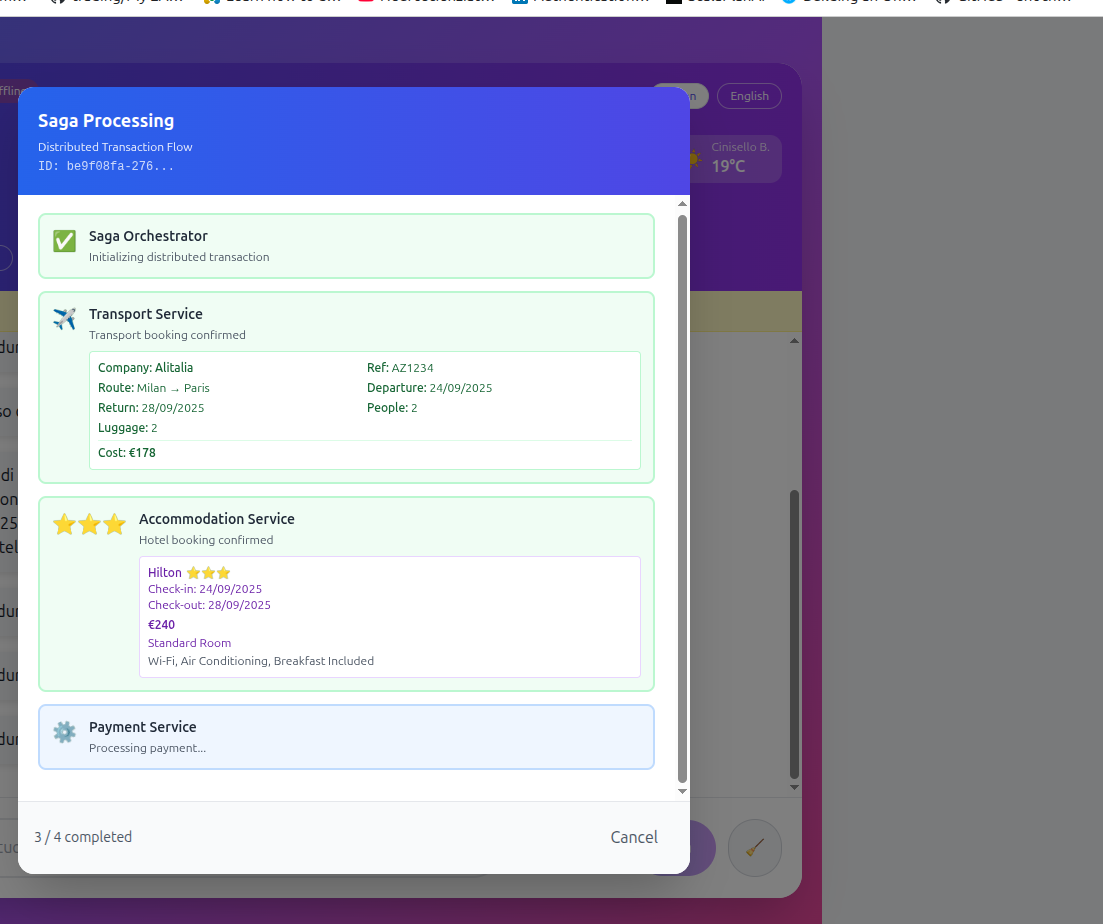 English
Cinisello B.
19°C
Saga Processing
Distributed Transaction Flow
ID: be9f08fa-276...
Saga Orchestrator
Initializing distributed transaction
Transport Service
Transport booking confirmed
Company: Alitalia
Ref: AZ1234
Route: Milan → Paris
Departure: 24/09/2025
Return: 28/09/2025
People: 2
Luggage: 2
Cost: €178
Accommodation Service
Hotel booking confirmed
Hilton ⭐⭐⭐
Check-in: 24/09/2025
Check-out: 28/09/2025
€240
Standard Room
Wi-Fi, Air Conditioning, Breakfast Included
Payment Service
Processing payment...
3 / 4 completed
Cancel